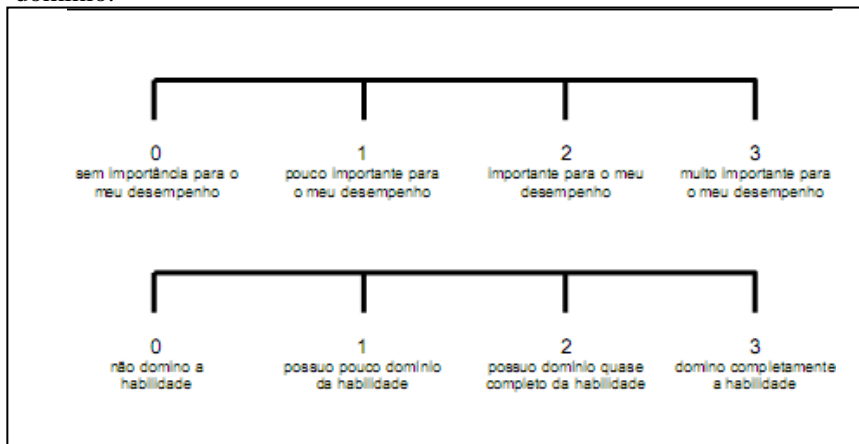 0 1 2 3
sem importância para o pouco importante para importante para o meu muito importante para
meu desempenho o meu desempenho desempenho o meu desempenho
0 1 2 3
não domino a possuo pouco domínio possuo domínio quase domino completamente
habilidade da habilidade completo da habilidade a habilidade